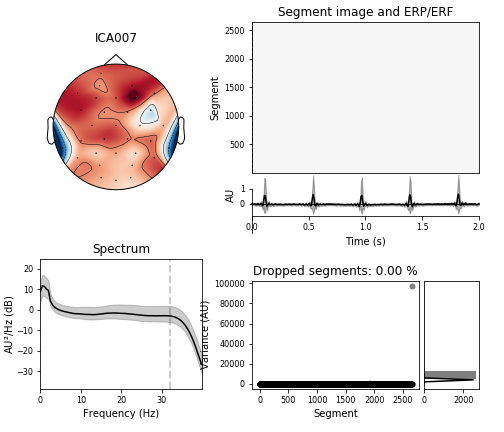 ICA007
Segment image and ERP/ERF
2500
2000
1500
1000
500
Segment
1
0
AU
0.0 0.5 1.0 1.5 2.0
Time (s)
Spectrum
20
10
0
−10
−20
−30
AU²/Hz (dB)
0 10 20 30
Frequency (Hz)
Dropped segments: 0.00 %
100000
80000
60000
40000
20000
0
Variance (AU)
0 500 1000 1500 2000 2500
Segment
0 2000